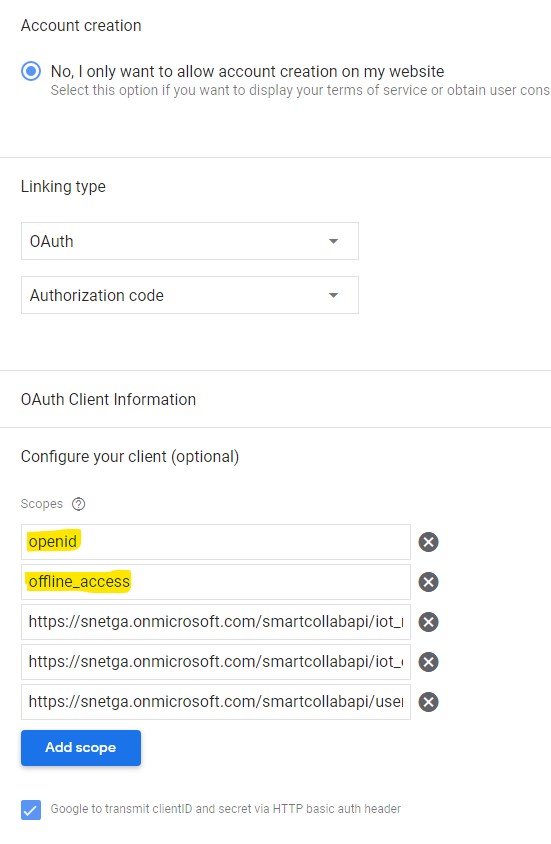 Account creation
No, I only want to allow account creation on my website
Select this option if you want to display your terms of service or obtain user cons
Linking type
OAuth
Authorization code
OAuth Client Information
Configure your client (optional)
Scopes
openid
offline_access
https://snetga.onmicrosoft.com/smartcollabapi/iot_
https://snetga.onmicrosoft.com/smartcollabapi/iot_
https://snetga.onmicrosoft.com/smartcollabapi/user
Add scope
Google to transmit clientID and secret via HTTP basic auth header